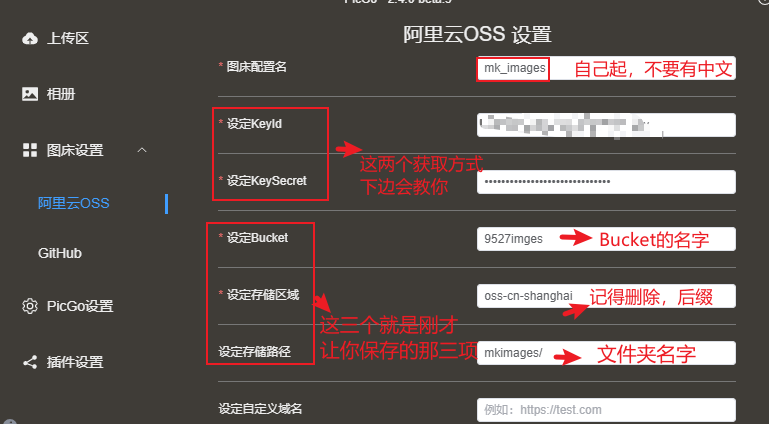 PicGo - 2.4.0-beta.5
阿里云OSS 设置
上传区
相册
图床设置
阿里云OSS
GitHub
PicGo设置
插件设置
* 图床配置名
mk_images
自己起，不要有中文
* 设定KeyId
* 设定KeySecret
这两个获取方式
下边会教你
* 设定Bucket
9527imges
Bucket的名字
* 设定存储区域
oss-cn-shanghai
记得删除，后缀
这三个就是刚才
让你保存的那三项
设定存储路径
mkimages/
文件夹名字
设定自定义域名
例如：https://test.com